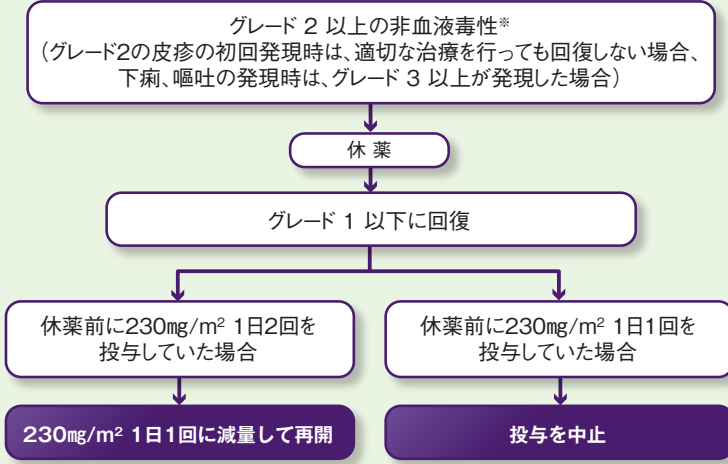 グレード 2 以上の非血液毒性※
（グレード2の皮疹の初回発現時は、適切な治療を行っても回復しない場合、
下痢、嘔吐の発現時は、グレード 3 以上が発現した場合）
休 薬
グレード 1 以下に回復
休薬前に230mg/m² 1日2回を
投与していた場合
休薬前に230mg/m² 1日1回を
投与していた場合
230mg/m² 1日1回に減量して再開
投与を中止